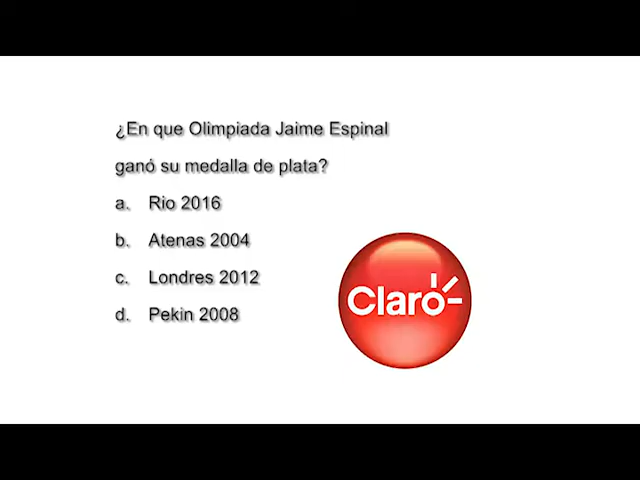 ¿En que Olimpiada Jaime Espinal
ganó su medalla de plata?
a. Rio 2016
b. Atenas 2004
c. Londres 2012
d. Pekin 2008
Claro